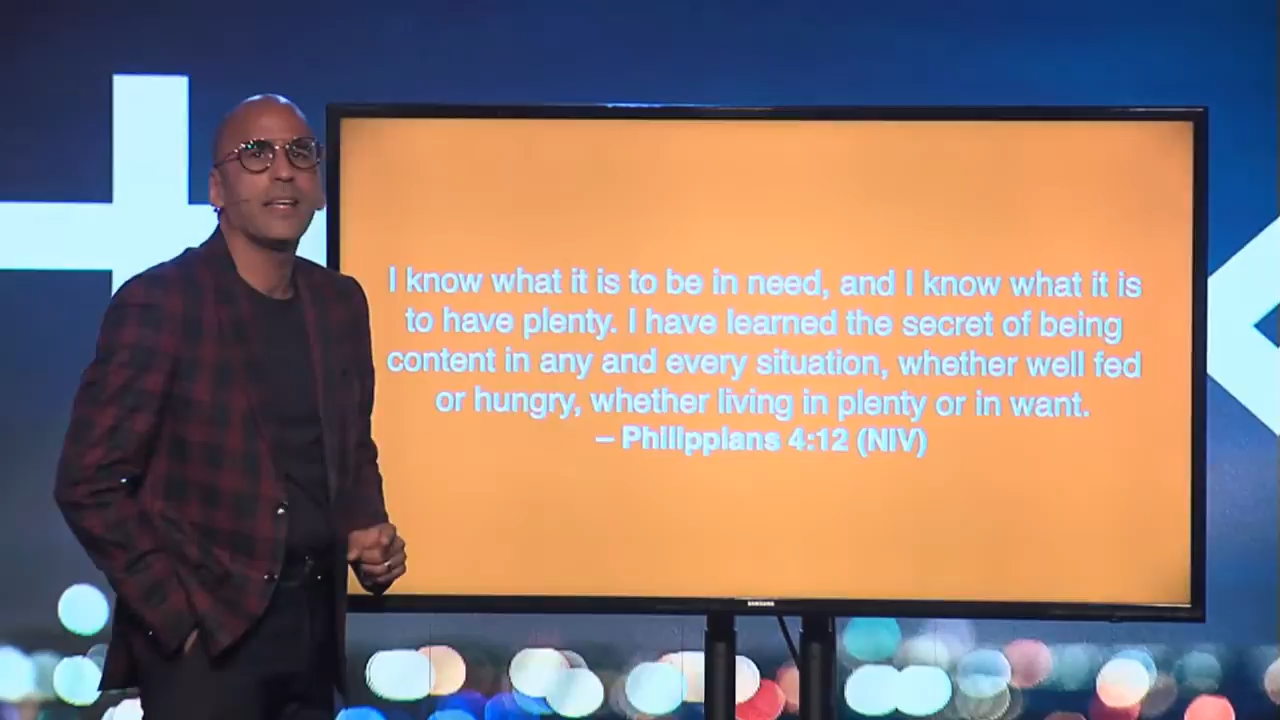 I know what it is to be in need, and I know what it is
to have plenty. I have learned the secret of being
content in any and every situation, whether well fed
or hungry, whether living in plenty or in want.
– Philippians 4:12 (NIV)
SAMSUNG